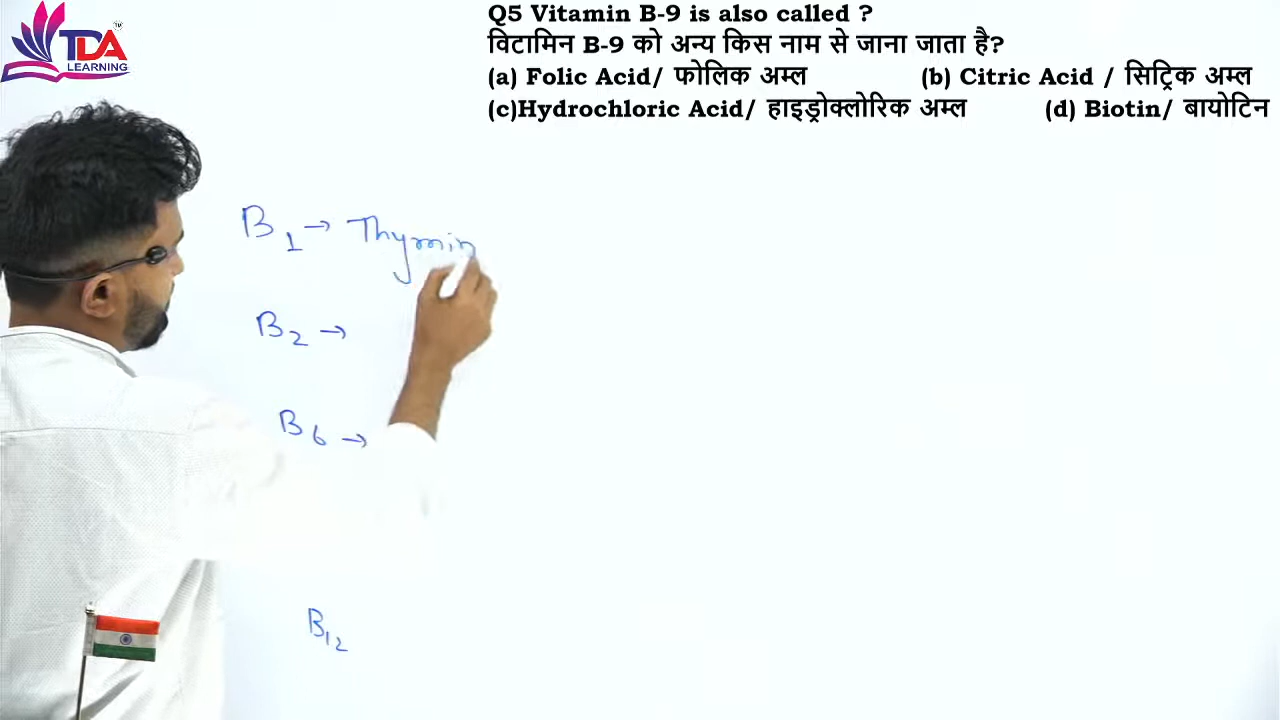 TDA
LEARNING
Q5 Vitamin B-9 is also called ?
विटामिन B-9 को अन्य किस नाम से जाना जाता है?
(a) Folic Acid/ फोलिक अम्ल (b) Citric Acid / सिट्रिक अम्ल
(c)Hydrochloric Acid/ हाइड्रोक्लोरिक अम्ल (d) Biotin/ बायोटिन
B1 → Thymin
B2 →
B6 →
B12